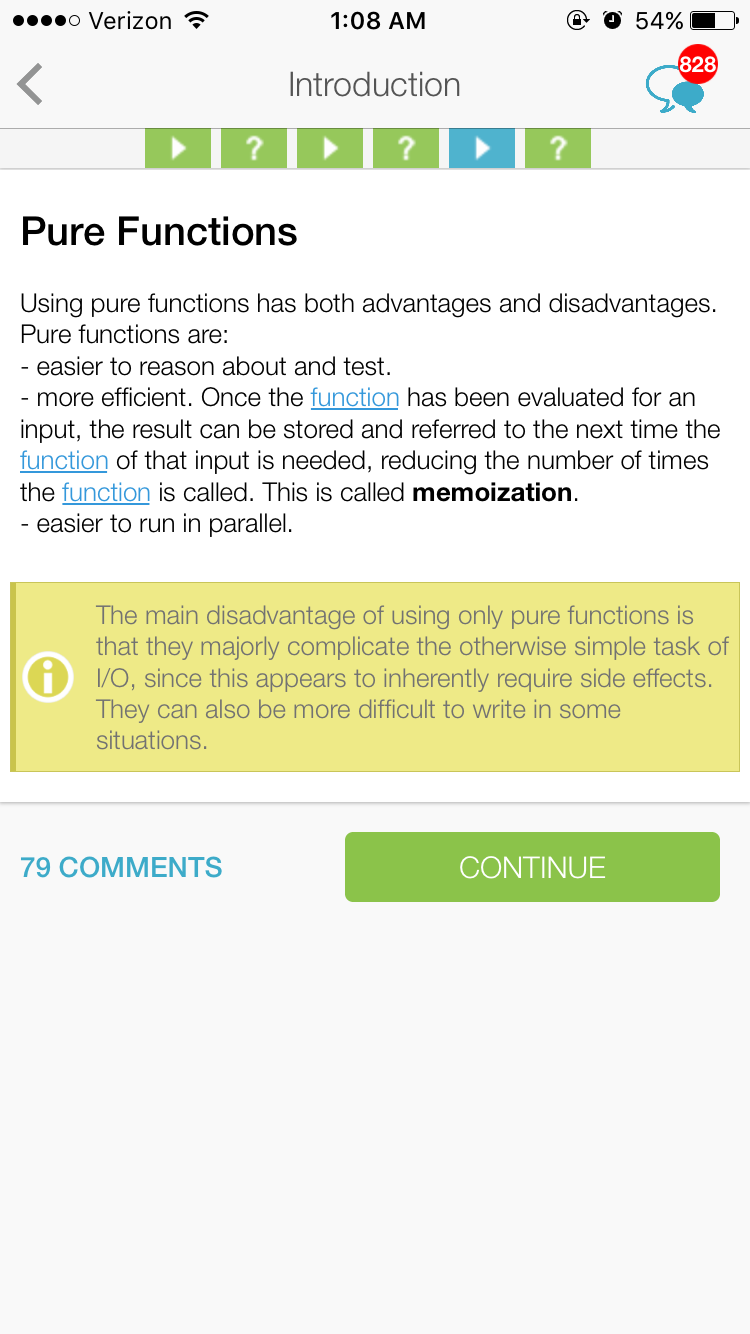 Verizon 1:08 AM 54%
Introduction 828
? ? ?
Pure Functions
Using pure functions has both advantages and disadvantages.
Pure functions are:
- easier to reason about and test.
- more efficient. Once the function has been evaluated for an
input, the result can be stored and referred to the next time the
function of that input is needed, reducing the number of times
the function is called. This is called memoization.
- easier to run in parallel.
The main disadvantage of using only pure functions is
that they majorly complicate the otherwise simple task of
I/O, since this appears to inherently require side effects.
They can also be more difficult to write in some
situations.
79 COMMENTS CONTINUE